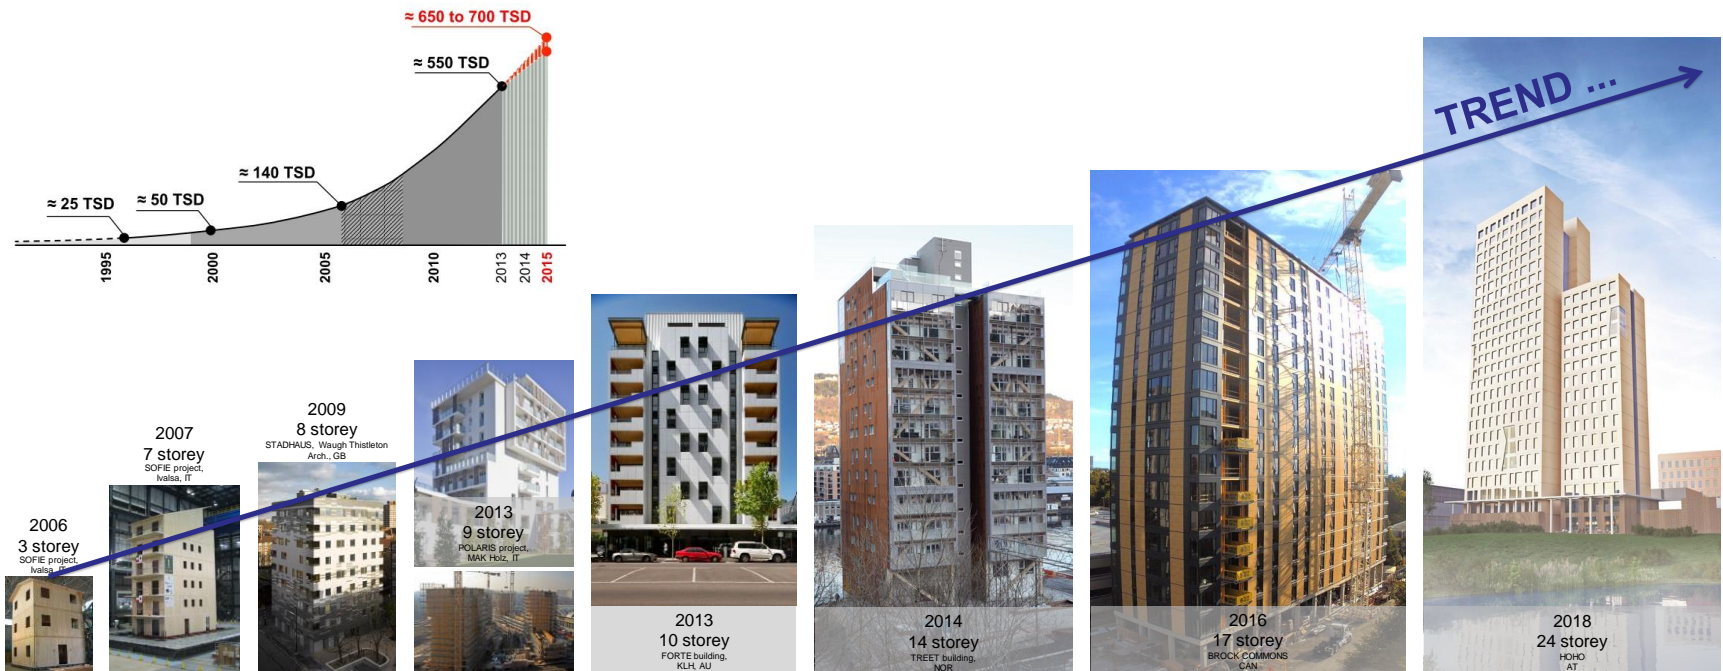 ≈ 650 to 700 TSD
≈ 550 TSD
≈ 140 TSD
≈ 50 TSD
≈ 25 TSD
1995
2000
2005
2010
2013
2014
2015
TREND ...
2006
3 storey
SOFIE project,
Ivalsa, IT
2007
7 storey
SOFIE project,
Ivalsa, IT
2009
8 storey
STADHAUS, Waugh Thistleton
Arch., GB
2013
9 storey
POLARIS project,
MAK Holz, IT
2013
10 storey
FORTE building,
KLH, AU
2014
14 storey
TREET building,
NOR
2016
17 storey
BROCK COMMONS
CAN
2018
24 storey
HOHO
AT